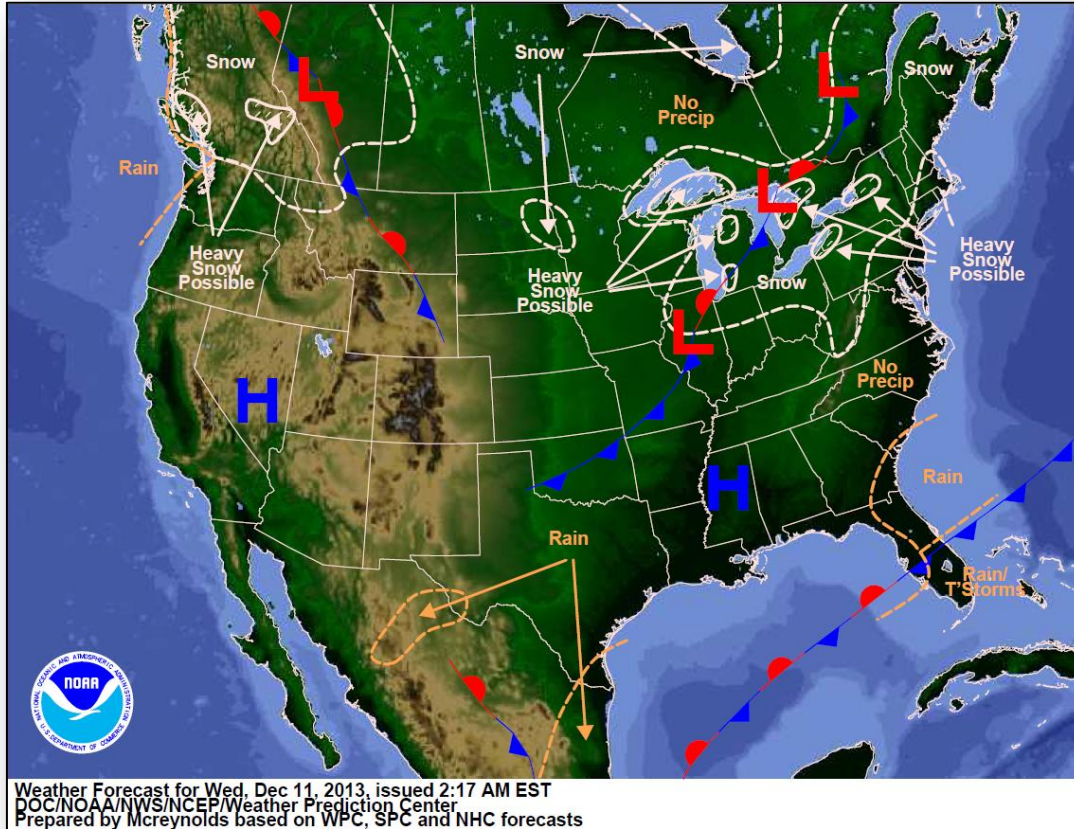 Snow
Snow
Snow
No
Precip
Rain
Heavy
Snow
Possible
Heavy
Snow
Possible
Snow
Heavy
Snow
Possible
L
L
L
L
H
H
No
Precip
Rain
Rain
Rain/
T'Storms
NATIONAL OCEANIC AND ATMOSPHERIC ADMINISTRATION
NOAA
U.S. DEPARTMENT OF COMMERCE
Weather Forecast for Wed, Dec 11, 2013, issued 2:17 AM EST
DOC/NOAA/NWS/NCEP/Weather Prediction Center
Prepared by Mcreynolds based on WPC, SPC and NHC forecasts